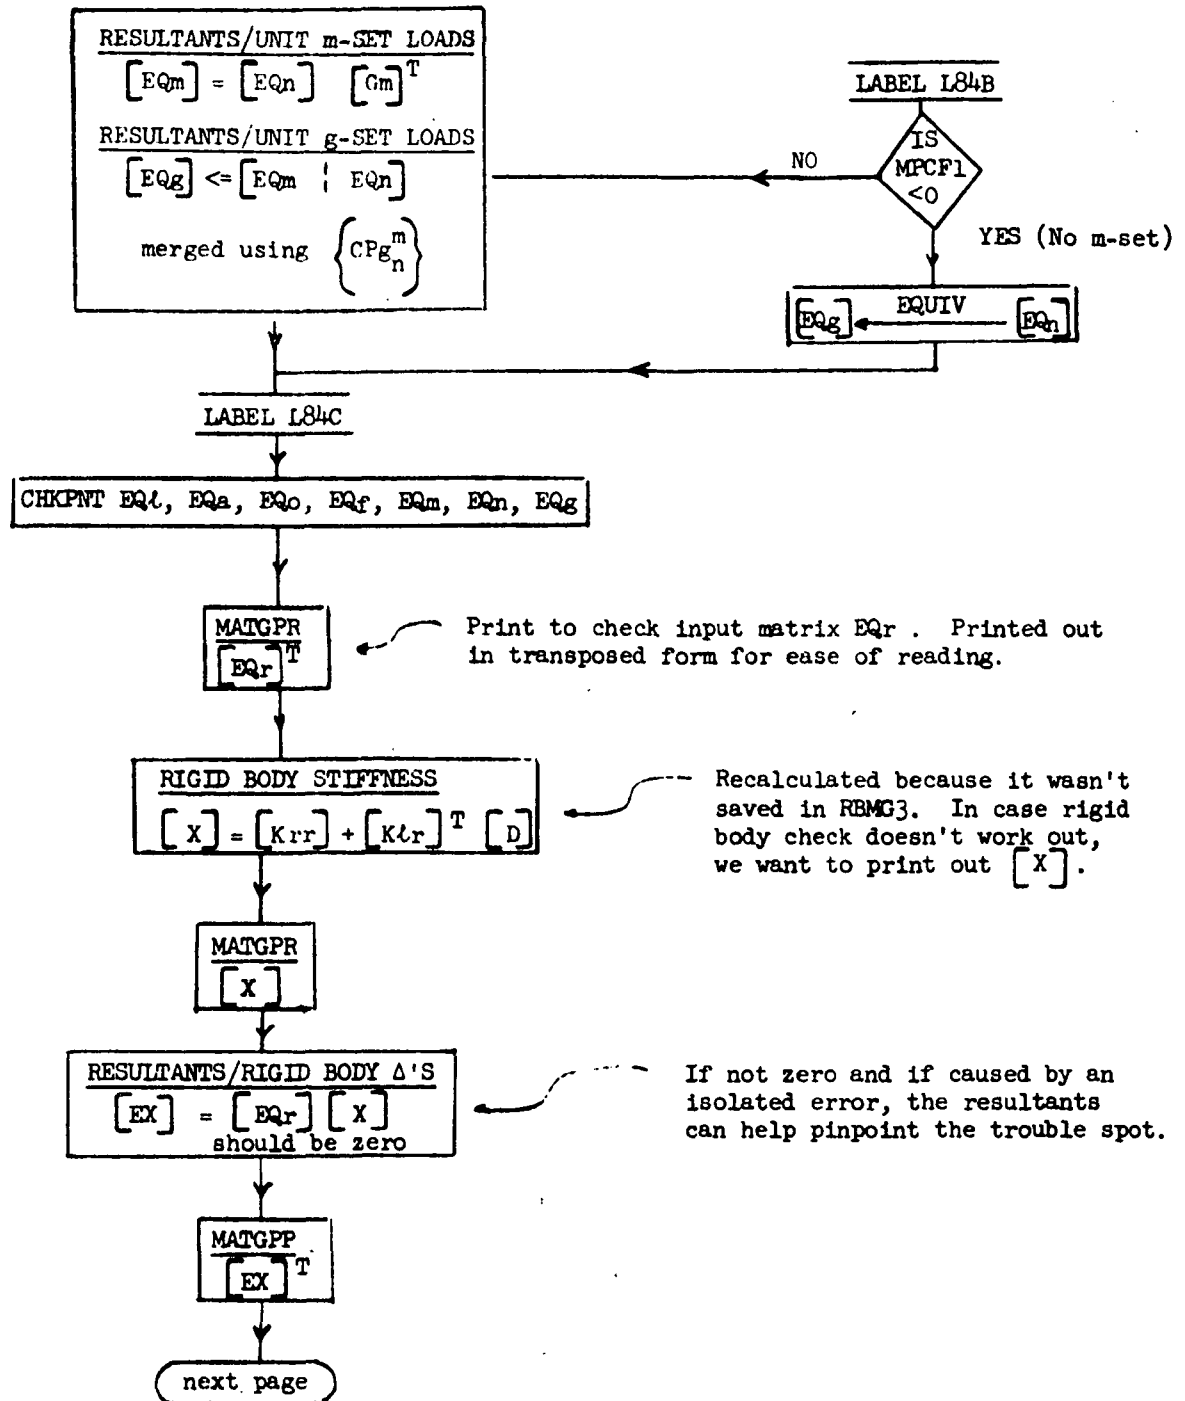 RESULTANTS/UNIT m-SET LOADS
[EQm] = [EQn] [Gm]^T
RESULTANTS/UNIT g-SET LOADS
[EQg] <= [EQm ¦ EQn]
merged using {CPg^m_n}
LABEL L84B
IS
MPCF1
<0
NO
YES (No m-set)
EQUIV
[EQg] [EQn]
LABEL L84C
CHKPNT EQℓ, EQa, EQo, EQf, EQm, EQn, EQg
MATGPR
[EQr]^T
Print to check input matrix EQr . Printed out
in transposed form for ease of reading.
RIGID BODY STIFFNESS
[X] = [Krr] + [Kℓr]^T [D]
Recalculated because it wasn't
saved in RBMG3. In case rigid
body check doesn't work out,
we want to print out [X].
MATGPR
[X]
RESULTANTS/RIGID BODY Δ'S
[EX] = [EQr] [X]
should be zero
If not zero and if caused by an
isolated error, the resultants
can help pinpoint the trouble spot.
MATGPP
[EX]^T
next page